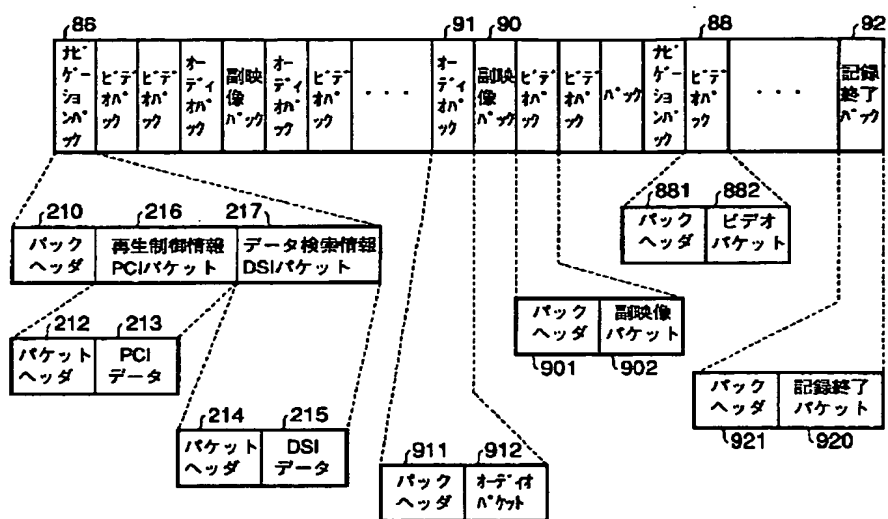 86
91
90
88
92
ナビゲーションパック
ビデオパック
ビデオパック
オーディオパック
副映像パック
オーディオパック
ビデオパック
・・・
オーディオパック
副映像パック
ビデオパック
ビデオパック
パック
ナビゲーションパック
ビデオパック
・・・
記録終了パック
210
216
217
881
882
パック
ヘッダ
再生制御情報
PCIパケット
データ検索情報
DSIパケット
パック
ヘッダ
ビデオ
パケット
212
213
パケット
ヘッダ
PCI
データ
パック
ヘッダ
副映像
パケット
901
902
214
215
パケット
ヘッダ
DSI
データ
パック
ヘッダ
記録終了
パケット
921
920
911
912
パック
ヘッダ
オーディオ
パケット